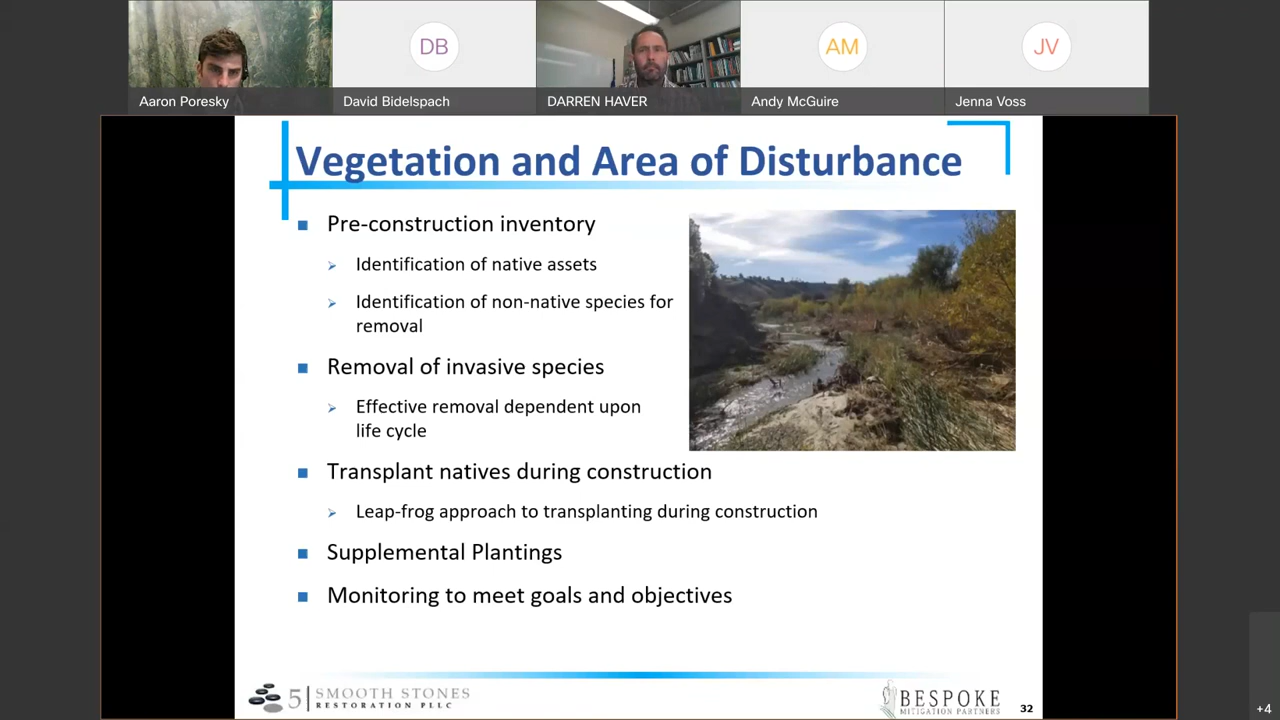 DB
AM
JV
Aaron Poresky
David Bidelspach
DARREN HAVER
Andy McGuire
Jenna Voss
Vegetation and Area of Disturbance
Pre-construction inventory
Identification of native assets
Identification of non-native species for
removal
Removal of invasive species
Effective removal dependent upon
life cycle
Transplant natives during construction
Leap-frog approach to transplanting during construction
Supplemental Plantings
Monitoring to meet goals and objectives
5 SMOOTH STONES
RESTORATION PLLC
BESPOKE
MITIGATION PARTNERS
32
+4